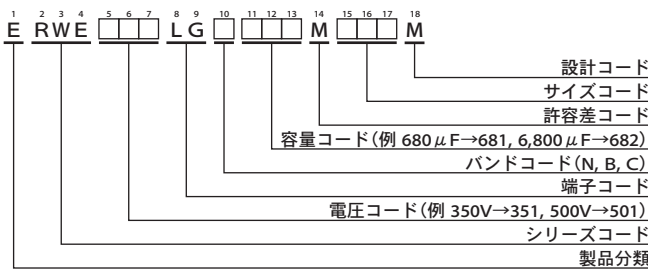 1 2 3 4 5 6 7 8 9 10 11 12 13 14 15 16 17 18
E RWE □□□ LG □ □□□ M □□□ M
設計コード
サイズコード
許容差コード
容量コード(例 680μF→681, 6,800μF→682)
バンドコード(N, B, C)
端子コード
電圧コード(例 350V→351, 500V→501)
シリーズコード
製品分類